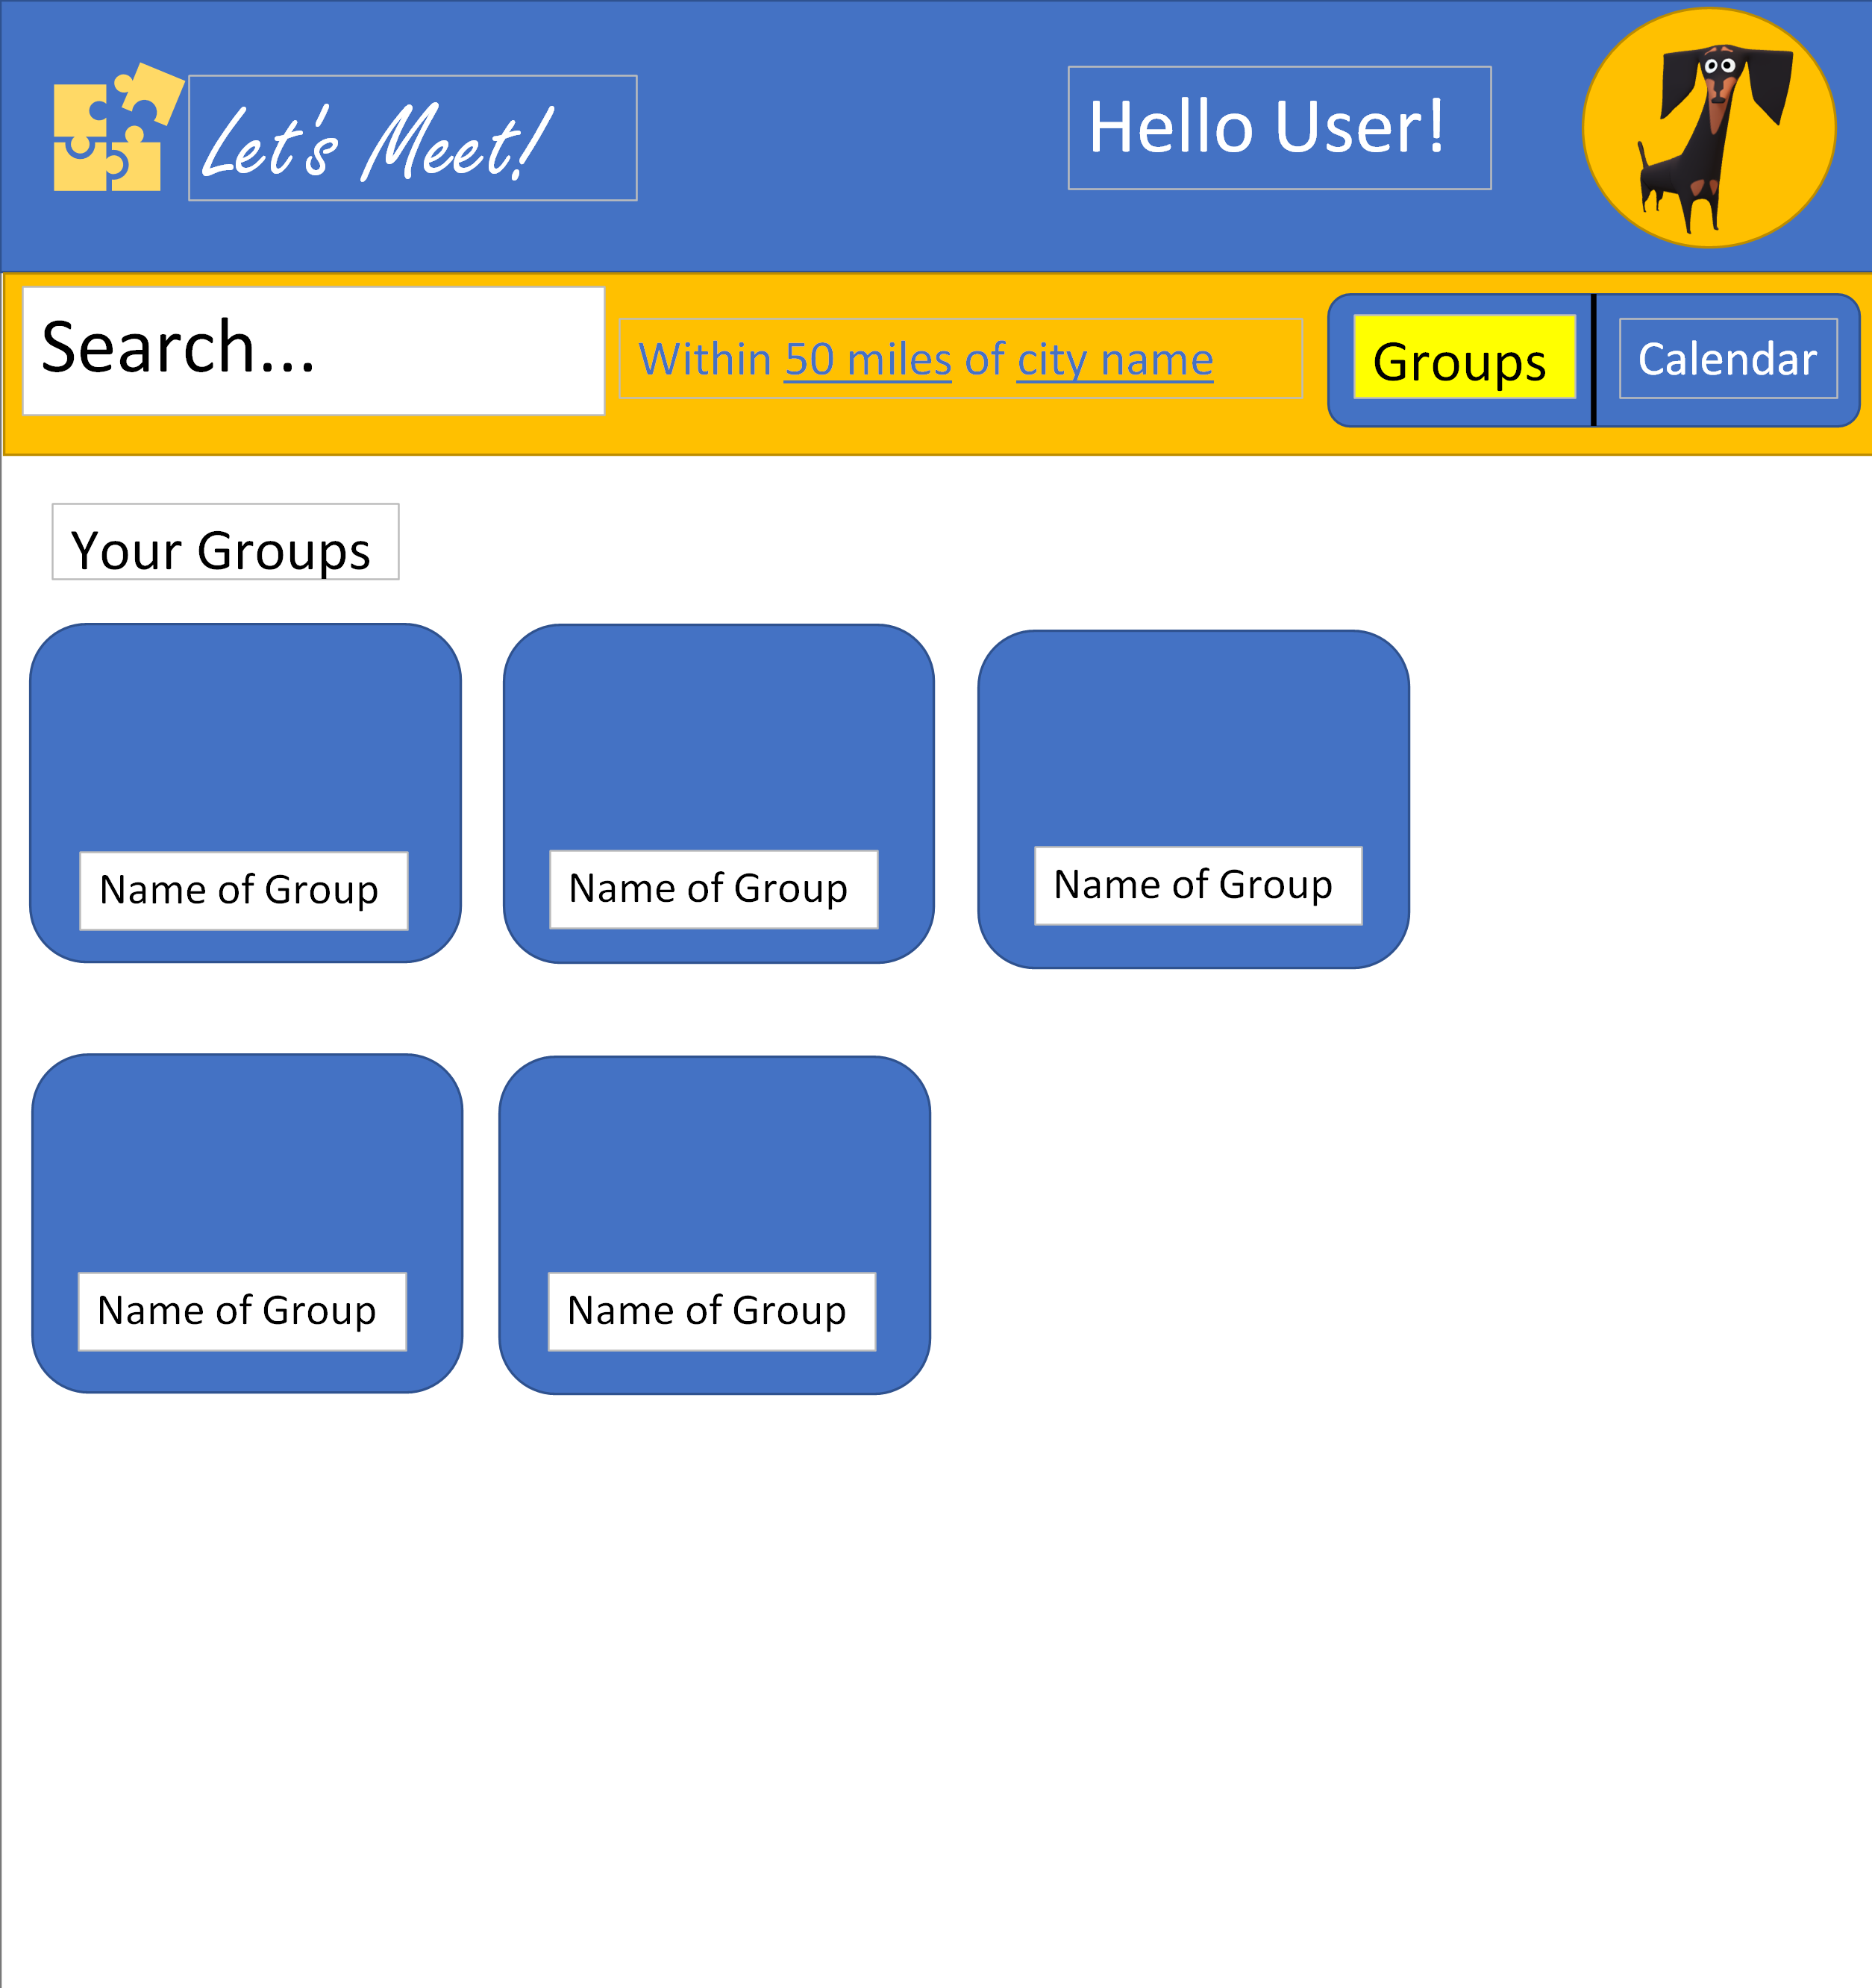 Let's Meet!
Hello User!
Search...
Within 50 miles of city name
Groups
Calendar
Your Groups
Name of Group
Name of Group
Name of Group
Name of Group
Name of Group